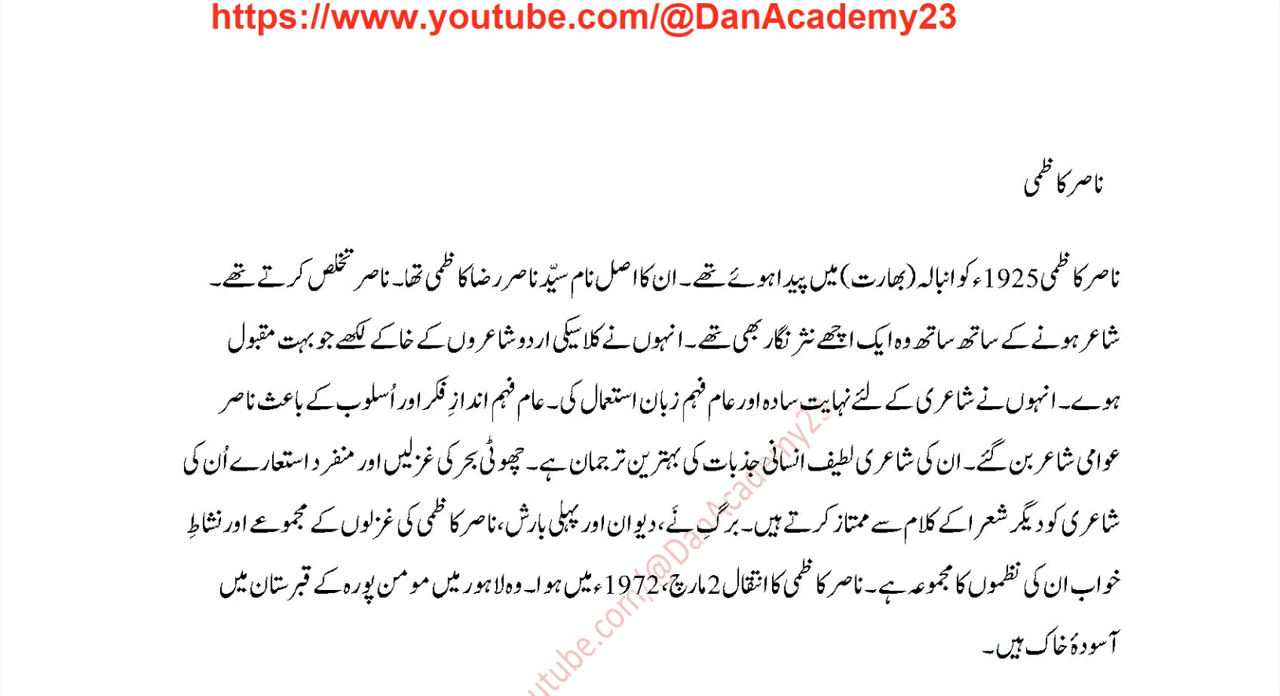 https://www.youtube.com/@DanAcademy23
ناصر کاظمی
ناصر کاظمی 1925ء کو انبالہ (بھارت) میں پیدا ہوئے تھے۔ ان کا اصل نام سیّد ناصر رضا کاظمی تھا۔ ناصر تخلص کرتے تھے۔
شاعر ہونے کے ساتھ ساتھ وہ ایک اچھے نثر نگار بھی تھے۔ انہوں نے کلاسیکی اردو شاعروں کے خاکے لکھے جو بہت مقبول
ہوے۔ انہوں نے شاعری کے لئے نہایت سادہ اور عام فہم زبان استعمال کی۔ عام فہم اندازِ فکر اور اُسلوب کے باعث ناصر
عوامی شاعر بن گئے۔ ان کی شاعری لطیف انسانی جذبات کی بہترین ترجمان ہے۔ چھوٹی بحر کی غزلیں اور منفرد استعارے اُن کی
شاعری کو دیگر شعرا کے کلام سے ممتاز کرتے ہیں۔ برگِ نَے، دیوان اور پہلی بارش، ناصر کاظمی کی غزلوں کے مجموعے اور نشاطِ
خواب ان کی نظموں کا مجموعہ ہے۔ ناصر کاظمی کا انتقال 2 مارچ، 1972ء میں ہوا۔ وہ لاہور میں مومن پورہ کے قبرستان میں
آسودۂ خاک ہیں۔
utube.com/@DanAcademy23